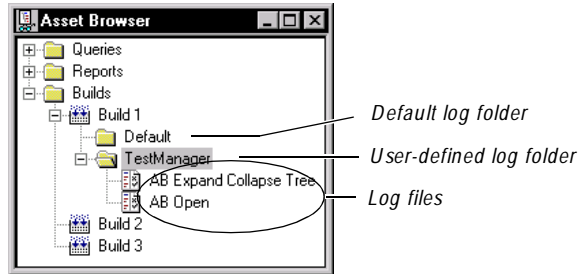 Asset Browser
Queries
Reports
Builds
Build 1
Default
TestManager
AB Expand Collapse Tree
AB Open
Build 2
Build 3
Default log folder
User-defined log folder
Log files